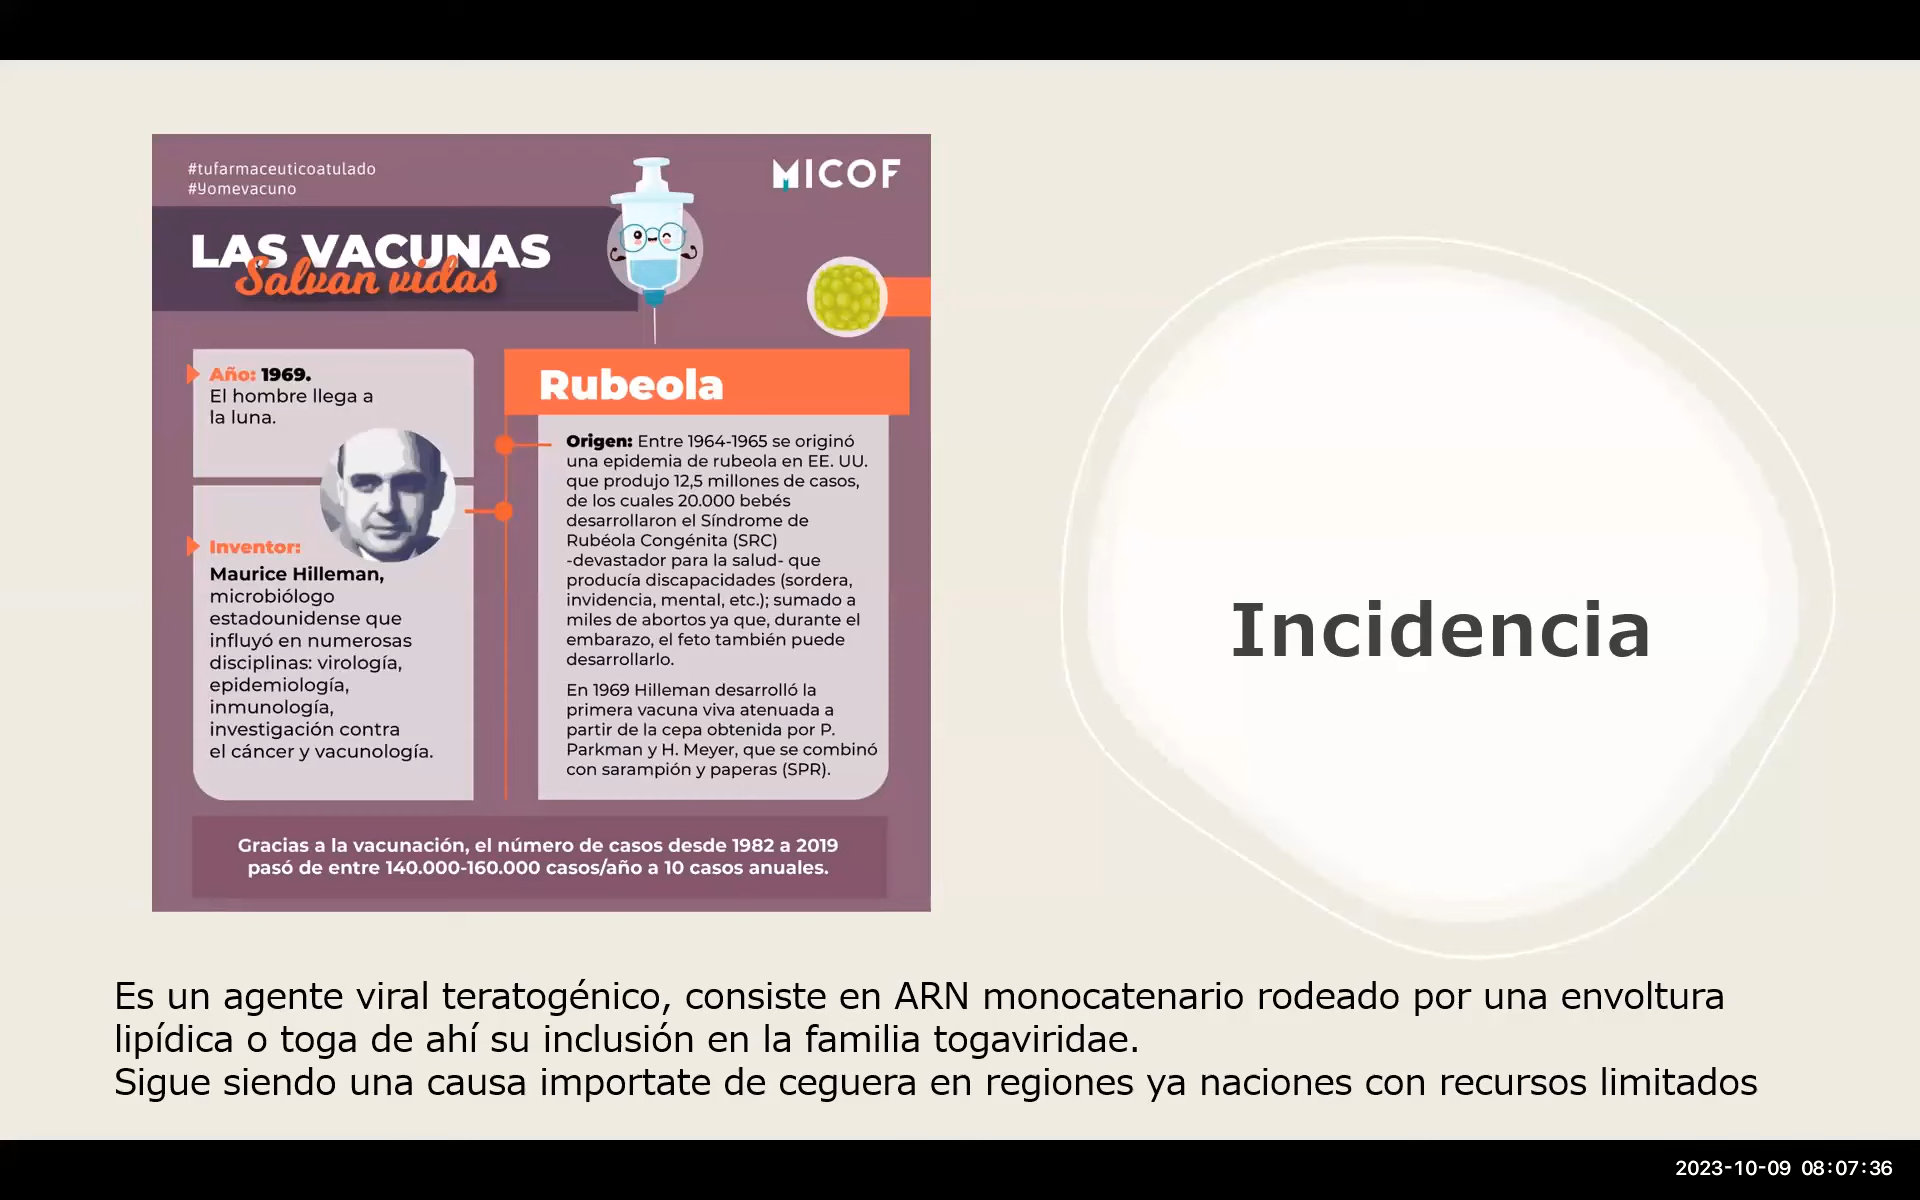 #tufarmaceuticoatulado
#Yomevacuno
MICOF
LAS VACUNAS
Salvan vidas
Año: 1969.
El hombre llega a
la luna.
Inventor:
Maurice Hilleman,
microbiólogo
estadounidense que
influyó en numerosas
disciplinas: virología,
epidemiología,
inmunología,
investigación contra
el cáncer y vacunología.
Rubeola
Origen: Entre 1964-1965 se originó
una epidemia de rubeola en EE. UU.
que produjo 12,5 millones de casos,
de los cuales 20.000 bebés
desarrollaron el Síndrome de
Rubéola Congénita (SRC)
-devastador para la salud- que
producía discapacidades (sordera,
invidencia, mental, etc.); sumado a
miles de abortos ya que, durante el
embarazo, el feto también puede
desarrollarlo.
En 1969 Hilleman desarrolló la
primera vacuna viva atenuada a
partir de la cepa obtenida por P.
Parkman y H. Meyer, que se combinó
con sarampión y paperas (SPR).
Gracias a la vacunación, el número de casos desde 1982 a 2019
pasó de entre 140.000-160.000 casos/año a 10 casos anuales.
Incidencia
Es un agente viral teratogénico, consiste en ARN monocatenario rodeado por una envoltura
lipídica o toga de ahí su inclusión en la familia togaviridae.
Sigue siendo una causa importate de ceguera en regiones ya naciones con recursos limitados
2023-10-09 08:07:36